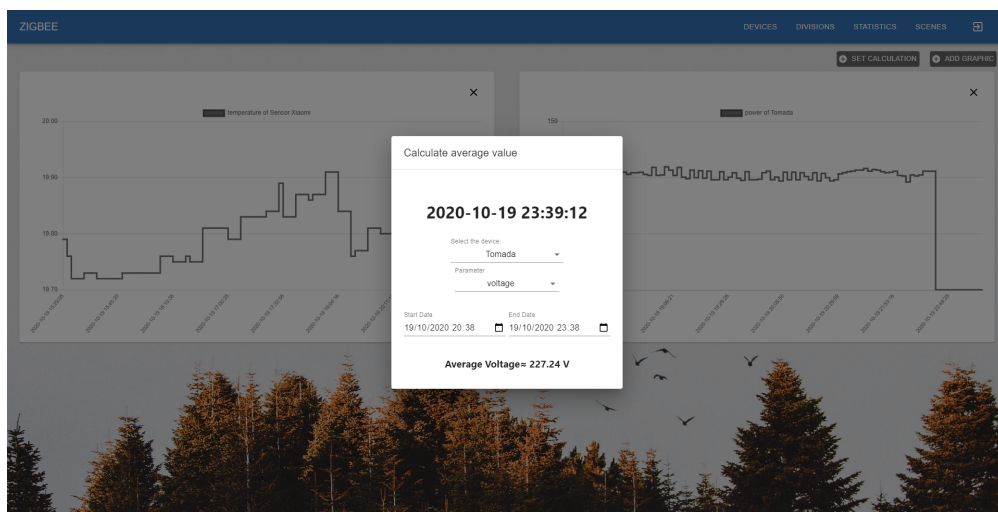 ZIGBEE
DEVICES DIVISIONS STATISTICS SCENES
SET CALCULATION ADD GRAPHIC
temperature of Sensor Xiaomi
20.00
19.90
19.80
19.70
power of Tomada
150
Calculate average value
2020-10-19 23:39:12
Select the device:
Tomada
Parameter
voltage
Start Date End Date
19/10/2020 20:38 19/10/2020 23:38
Average Voltage≈ 227.24 V